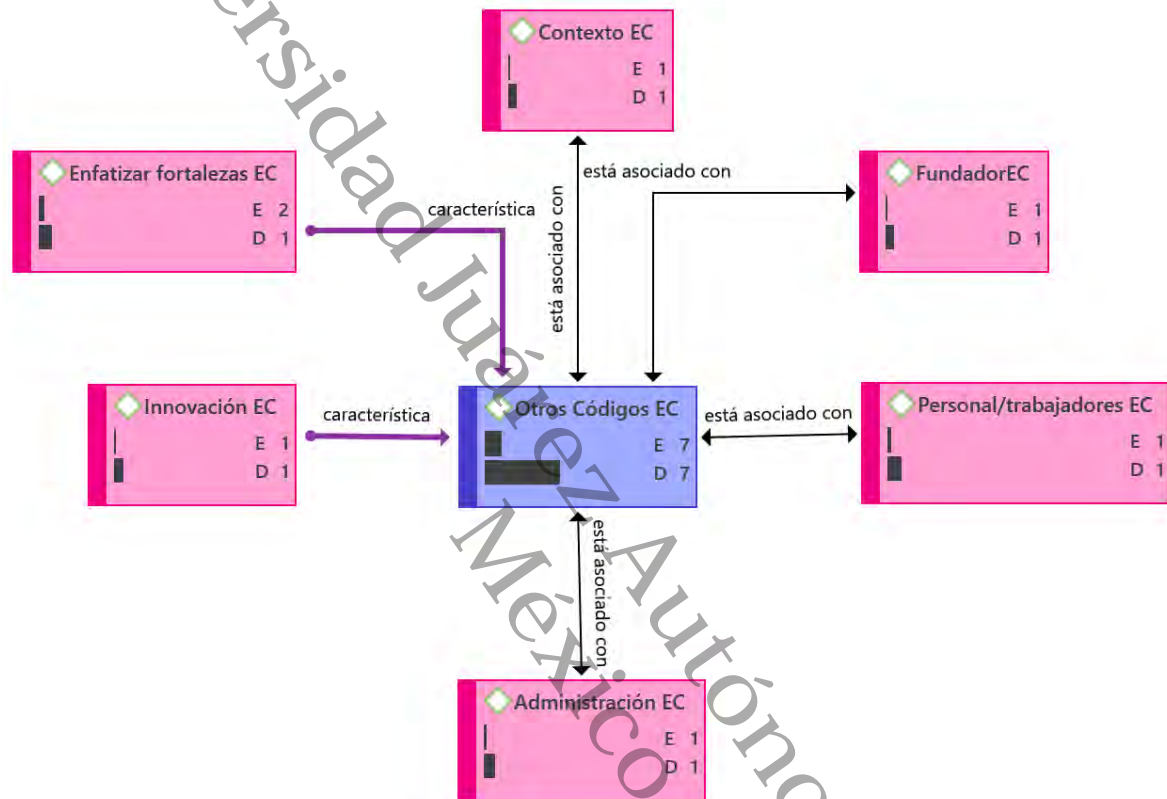 Contexto EC
E 1
D 1
Enfatizar fortalezas EC
E 2
D 1
característica
está asociado con
está asociado con
FundadorEC
E 1
D 1
Innovación EC
E 1
D 1
característica
Otros Códigos EC
E 7
D 7
está asociado con
Personal/trabajadores EC
E 1
D 1
está asociado con
Administración EC
E 1
D 1
Juárez
México